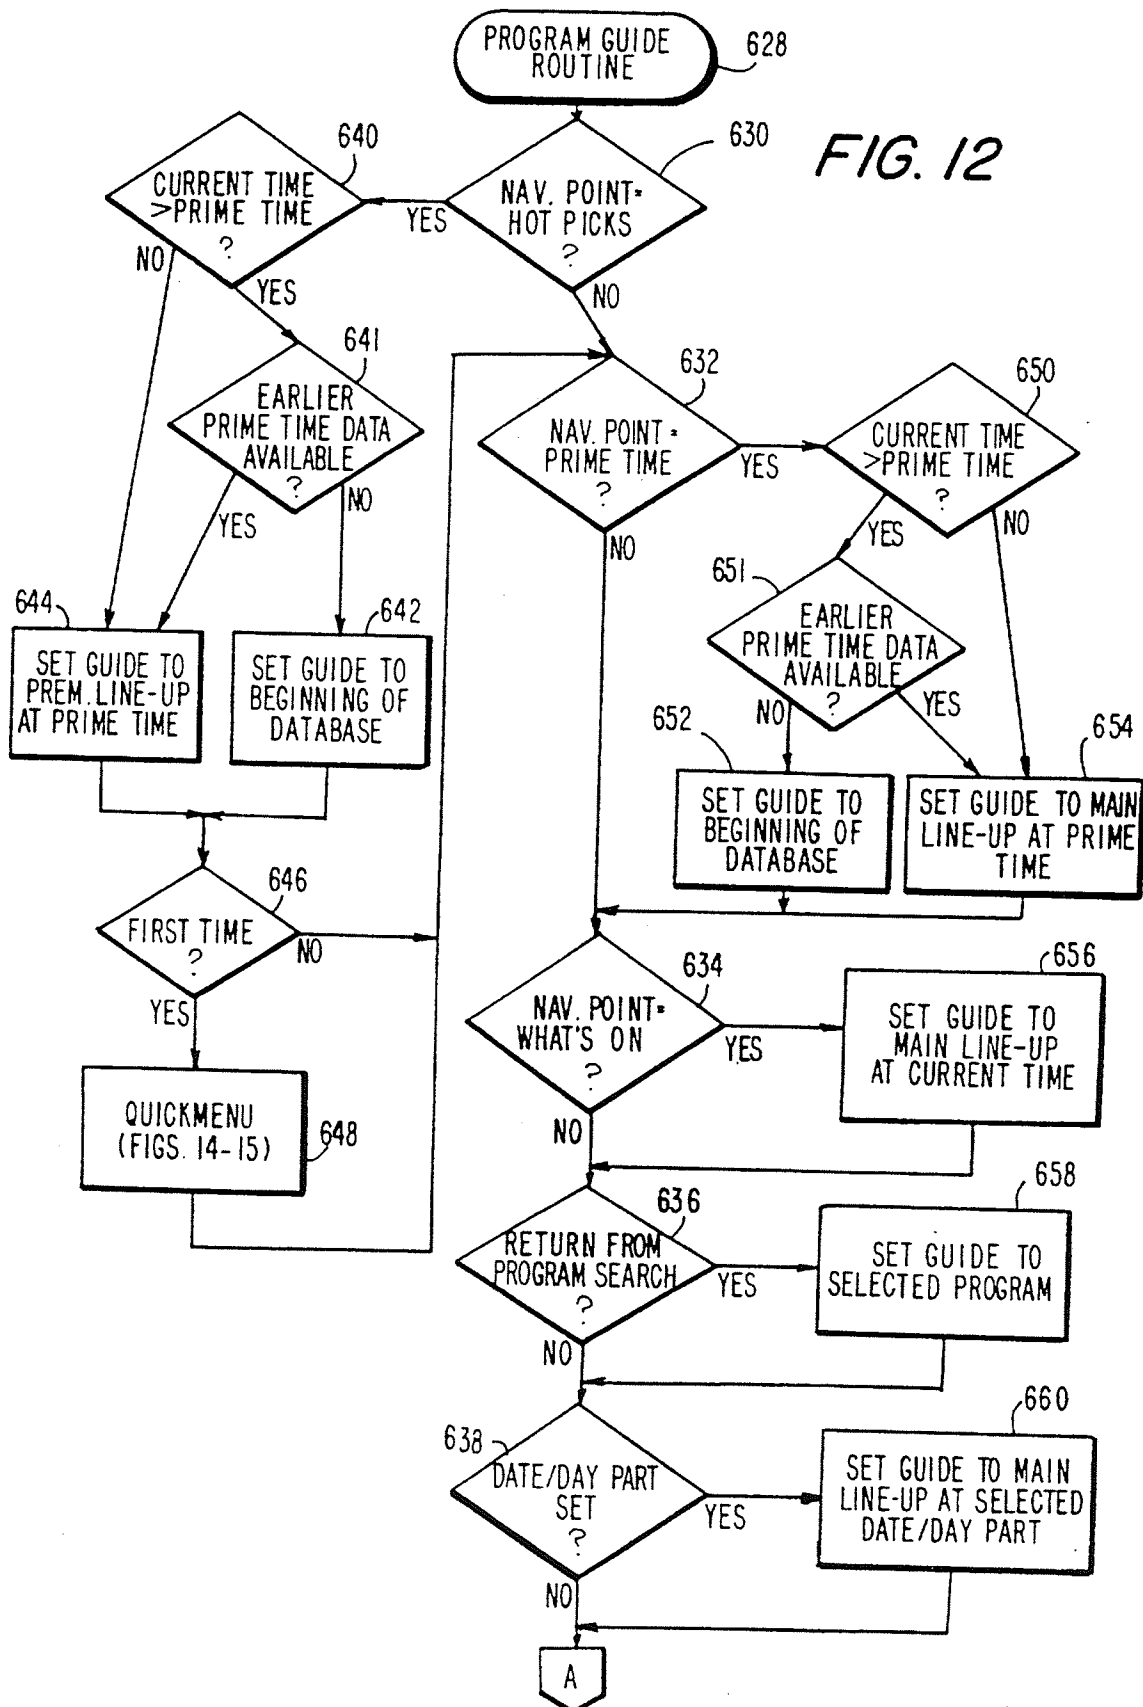 PROGRAM GUIDE
ROUTINE
628
FIG. 12
640
CURRENT TIME
>PRIME TIME
?
NO
YES
630
NAV. POINT=
HOT PICKS
?
YES
NO
641
EARLIER
PRIME TIME DATA
AVAILABLE
?
YES
NO
632
NAV. POINT=
PRIME TIME
?
YES
NO
650
CURRENT TIME
>PRIME TIME
?
YES
NO
644
SET GUIDE TO
PREM. LINE-UP
AT PRIME TIME
642
SET GUIDE TO
BEGINNING OF
DATABASE
651
EARLIER
PRIME TIME DATA
AVAILABLE
?
NO
YES
652
SET GUIDE TO
BEGINNING OF
DATABASE
654
SET GUIDE TO MAIN
LINE-UP AT PRIME
TIME
646
FIRST TIME
?
NO
YES
QUICKMENU
(FIGS. 14-15)
648
634
NAV. POINT=
WHAT'S ON
?
YES
NO
656
SET GUIDE TO
MAIN LINE-UP
AT CURRENT TIME
636
RETURN FROM
PROGRAM SEARCH
?
YES
NO
658
SET GUIDE TO
SELECTED PROGRAM
638
DATE/DAY PART
SET
?
YES
NO
660
SET GUIDE TO MAIN
LINE-UP AT SELECTED
DATE/DAY PART
A